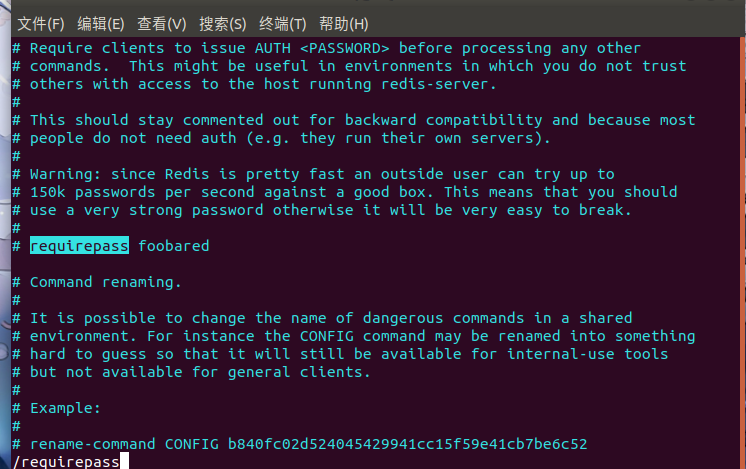 文件(F) 编辑(E) 查看(V) 搜索(S) 终端(T) 帮助(H)
# Require clients to issue AUTH <PASSWORD> before processing any other
# commands.  This might be useful in environments in which you do not trust
# others with access to the host running redis-server.
#
# This should stay commented out for backward compatibility and because most
# people do not need auth (e.g. they run their own servers).
#
# Warning: since Redis is pretty fast an outside user can try up to
# 150k passwords per second against a good box. This means that you should
# use a very strong password otherwise it will be very easy to break.
#
# requirepass foobared
# Command renaming.
#
# It is possible to change the name of dangerous commands in a shared
# environment. For instance the CONFIG command may be renamed into something
# hard to guess so that it will still be available for internal-use tools
# but not available for general clients.
#
# Example:
#
# rename-command CONFIG b840fc02d524045429941cc15f59e41cb7be6c52
/requirepass